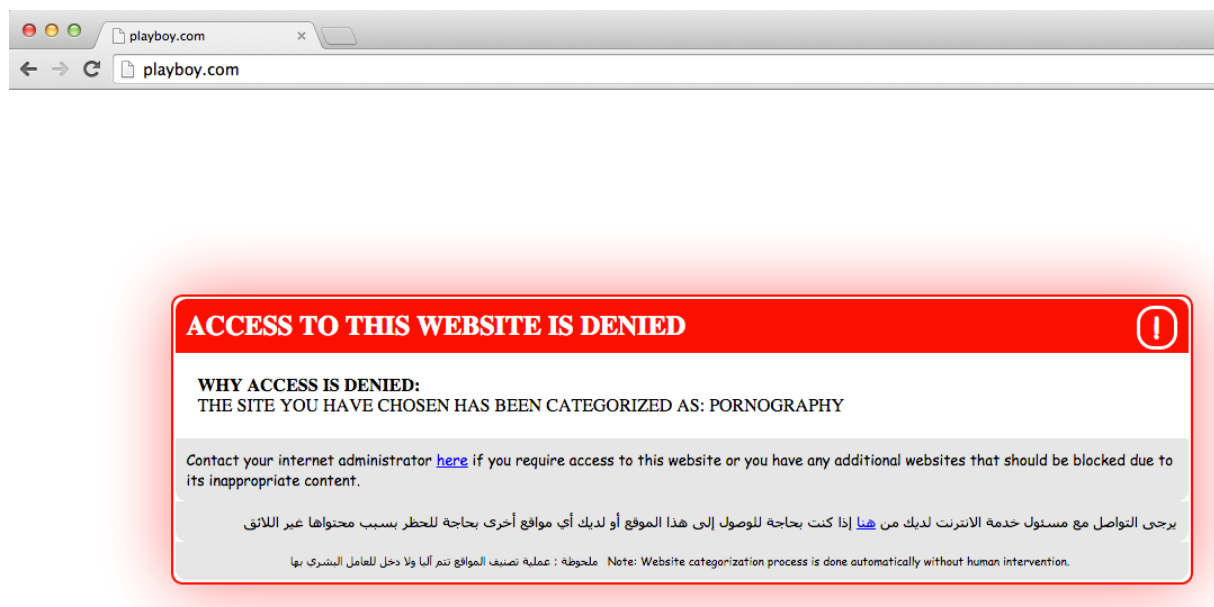 playboy.com
playboy.com
ACCESS TO THIS WEBSITE IS DENIED
WHY ACCESS IS DENIED:
THE SITE YOU HAVE CHOSEN HAS BEEN CATEGORIZED AS: PORNOGRAPHY
Contact your internet administrator here if you require access to this website or you have any additional websites that should be blocked due to
its inappropriate content.
يرجى التواصل مع مسئول خدمة الانترنت لديك من هنا إذا كنت بحاجة للوصول إلى هذا الموقع أو لديك أي مواقع أخرى بحاجة للحظر بسبب محتواها غير اللائق
ملحوظة : عملية تصنيف المواقع تتم آليا ولا دخل للعامل البشري بها Note: Website categorization process is done automatically without human intervention.